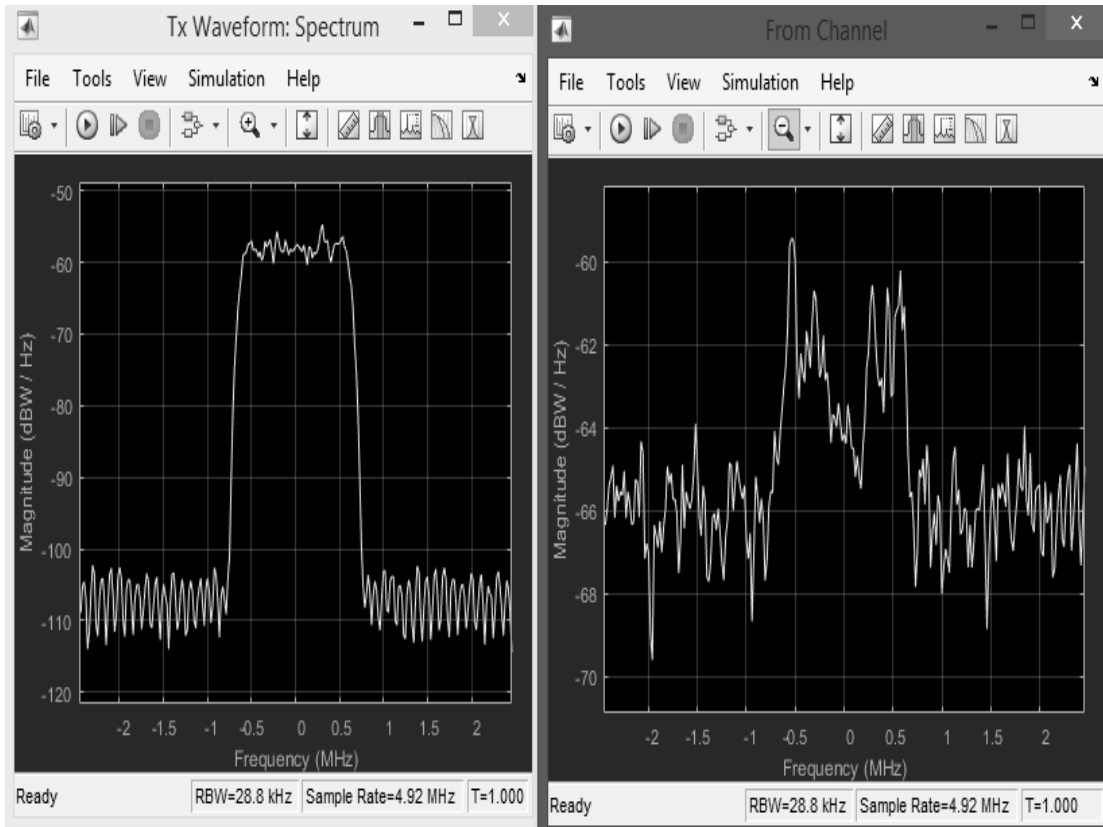 Tx Waveform: Spectrum
File Tools View Simulation Help
Magnitude (dBW / Hz)
-50
-60
-70
-80
-90
-100
-110
-120
-2 -1.5 -1 -0.5 0 0.5 1 1.5 2
Frequency (MHz)
Ready RBW=28.8 kHz Sample Rate=4.92 MHz T=1.000
From Channel
File Tools View Simulation Help
Magnitude (dBW / Hz)
-60
-62
-64
-66
-68
-70
-2 -1.5 -1 -0.5 0 0.5 1 1.5 2
Frequency (MHz)
Ready RBW=28.8 kHz Sample Rate=4.92 MHz T=1.000